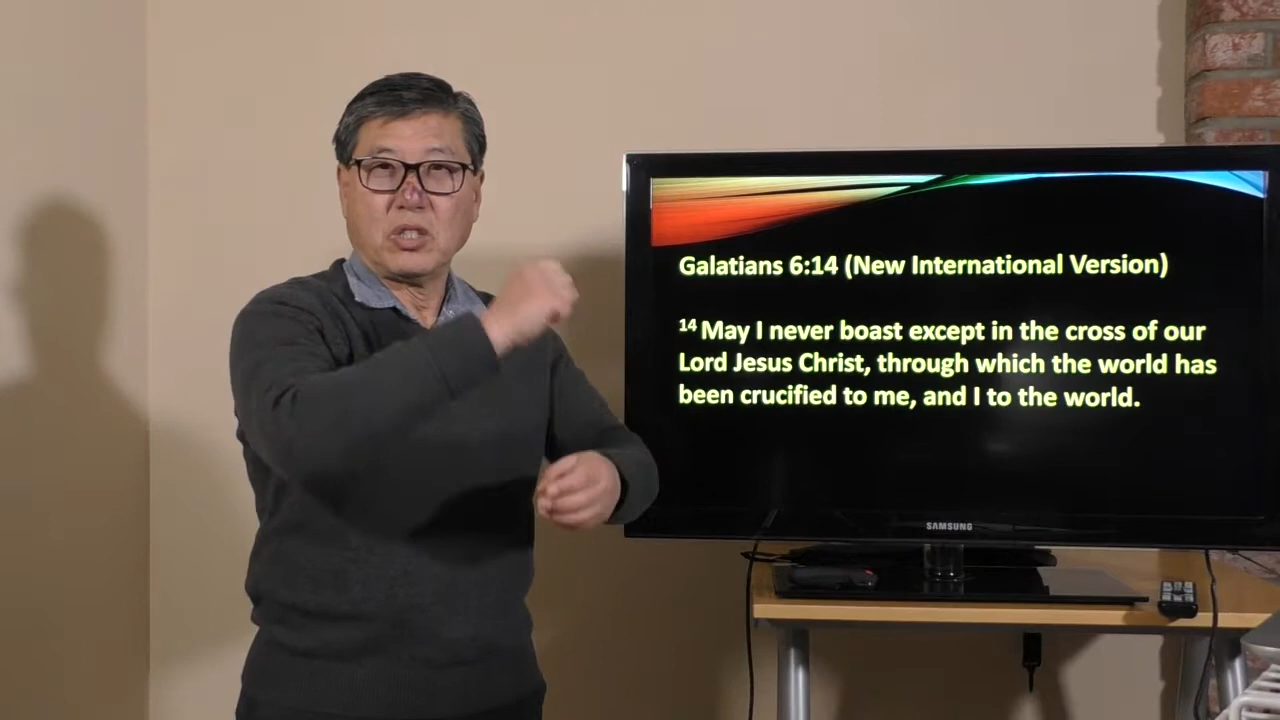 Galatians 6:14 (New International Version)
14 May I never boast except in the cross of our
Lord Jesus Christ, through which the world has
been crucified to me, and I to the world.
SAMSUNG